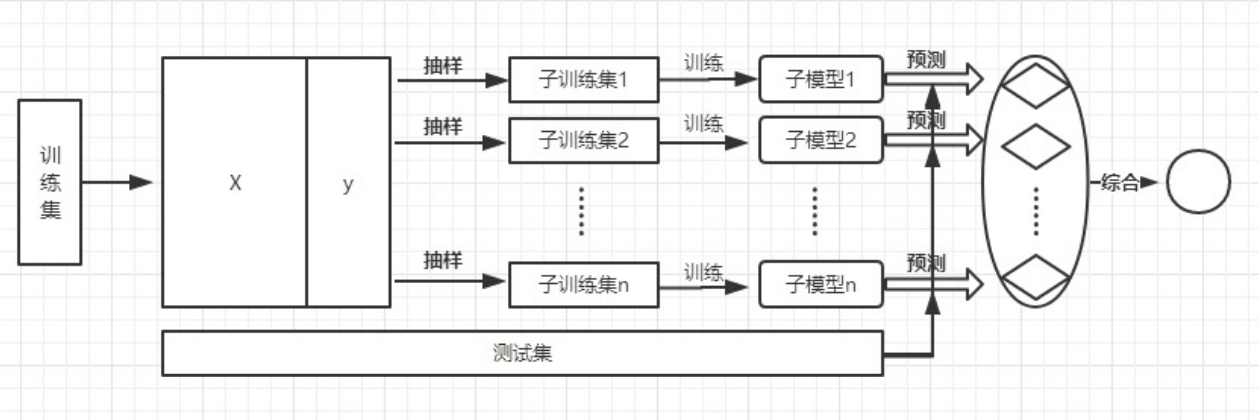 训
练
集
X
y
抽样
子训练集1
训练
子模型1
预测
抽样
子训练集2
训练
子模型2
预测
抽样
子训练集n
训练
子模型n
预测
综合
测试集